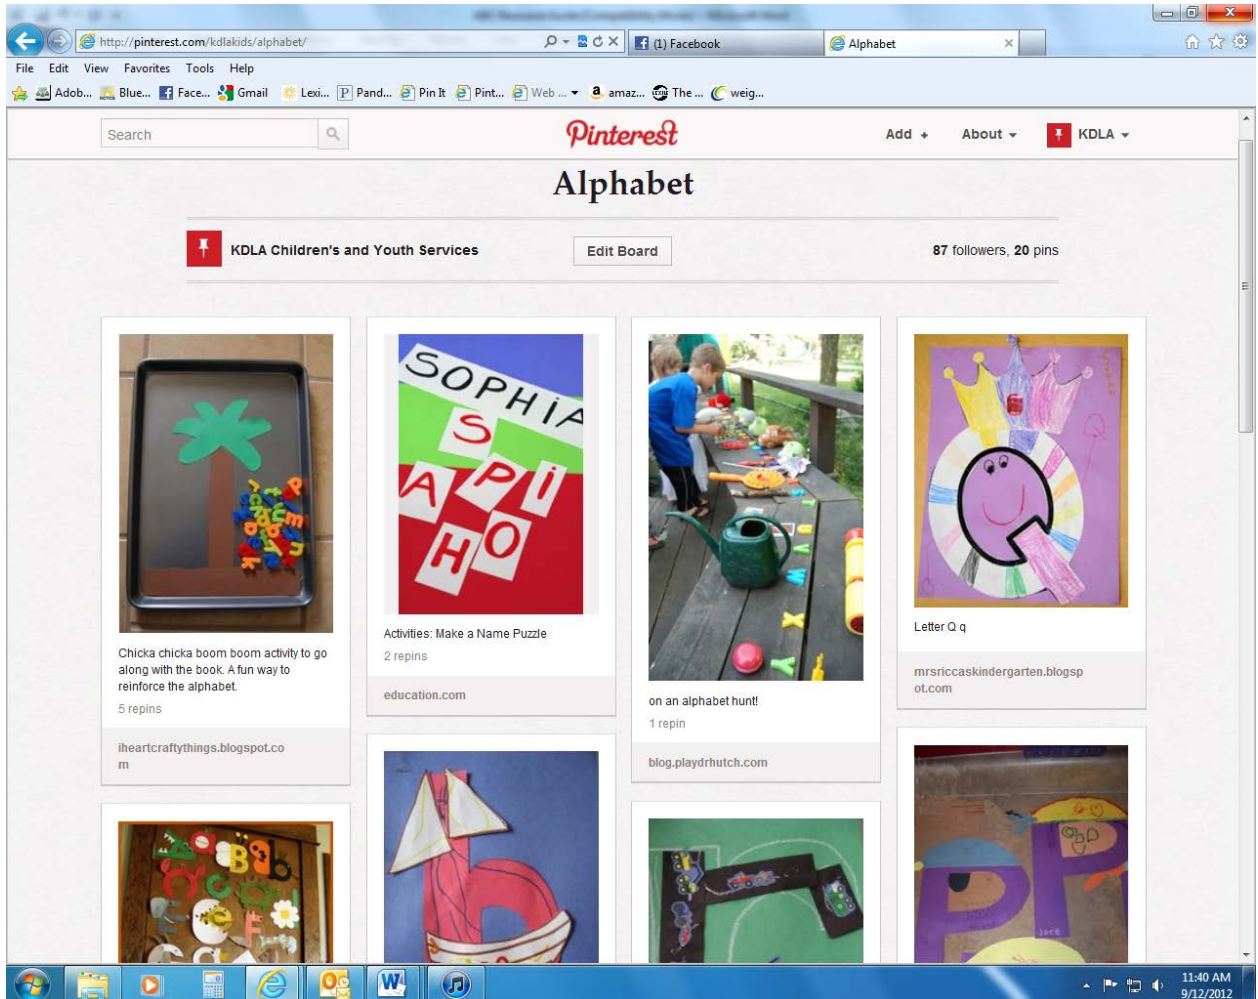 http://pinterest.com/kdlakids/alphabet/
(1) Facebook
Alphabet
File Edit View Favorites Tools Help
Adob... Blue... Face... Gmail Lexi... Pand... Pin It Pint... Web ... amaz... The ... weig...
Search
Pinterest
Add + About KDLA
Alphabet
KDLA Children's and Youth Services
Edit Board
87 followers, 20 pins
SOPHIA
S
P i
A
H O
Chicka chicka boom boom activity to go
along with the book. A fun way to
reinforce the alphabet.
5 repins
iheartcraftythings.blogspot.co
m
Activities: Make a Name Puzzle
2 repins
education.com
on an alphabet hunt!
1 repin
blog.playdrhutch.com
Letter Q q
mrsriccaskindergarten.blogsp
ot.com
11:40 AM
9/12/2012